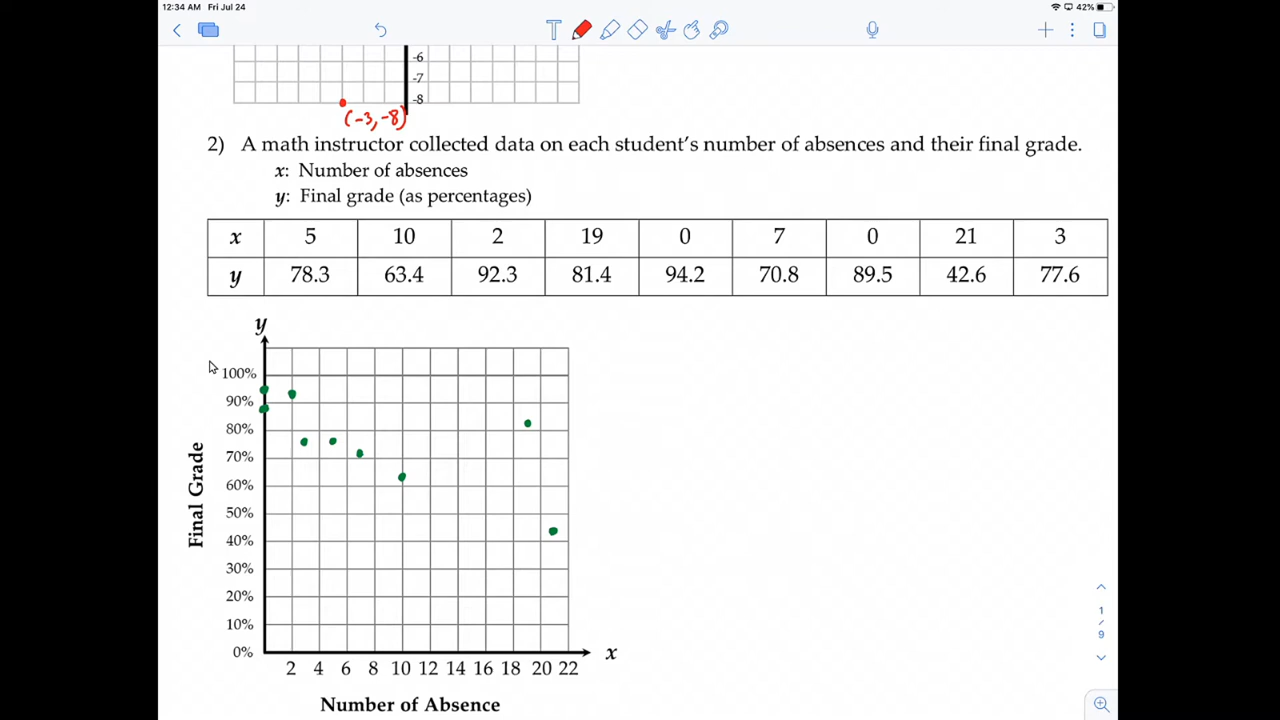 12:34 AM Fri Jul 24
42%
T
-6
-7
-8
(-3, -8)
2) A math instructor collected data on each student's number of absences and their final grade.
x: Number of absences
y: Final grade (as percentages)
x 5 10 2 19 0 7 0 21 3
y 78.3 63.4 92.3 81.4 94.2 70.8 89.5 42.6 77.6
y
100%
90%
80%
70%
60%
50%
40%
30%
20%
10%
0%
Final Grade
2 4 6 8 10 12 14 16 18 20 22
x
Number of Absence
1
/
9